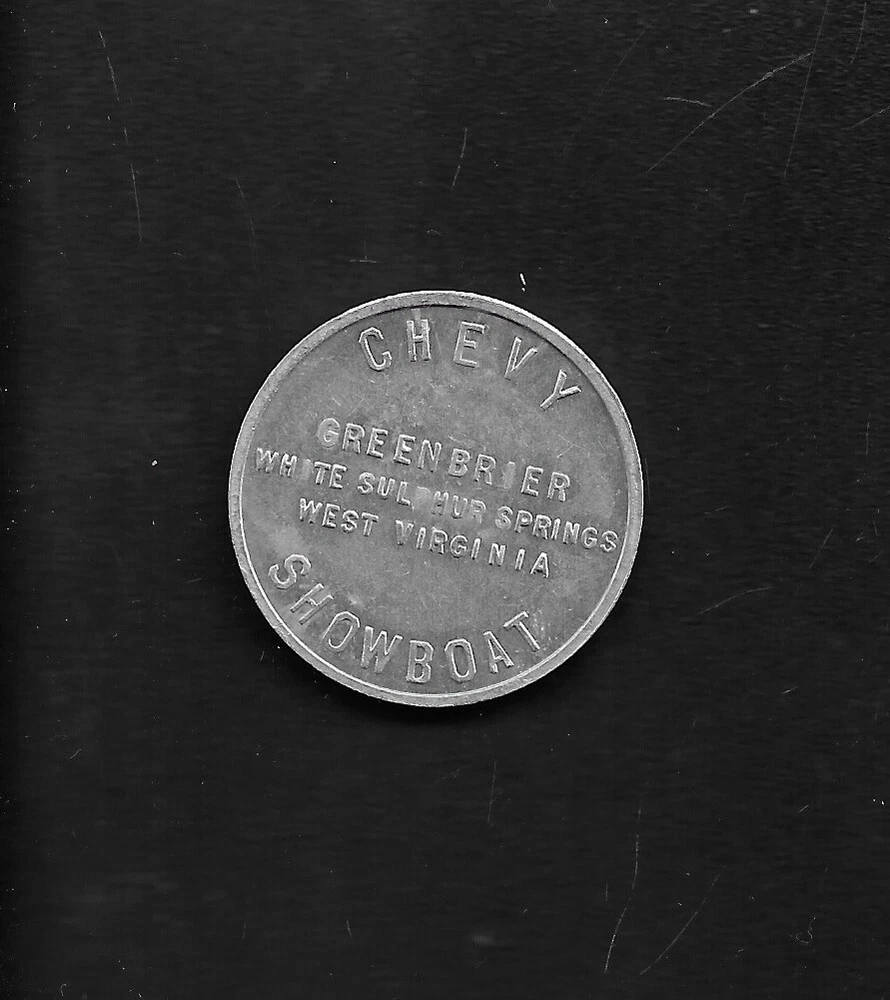 CHEVY
GREENBRIER
WHITE SULPHUR SPRINGS
WEST VIRGINIA
SHOWBOAT